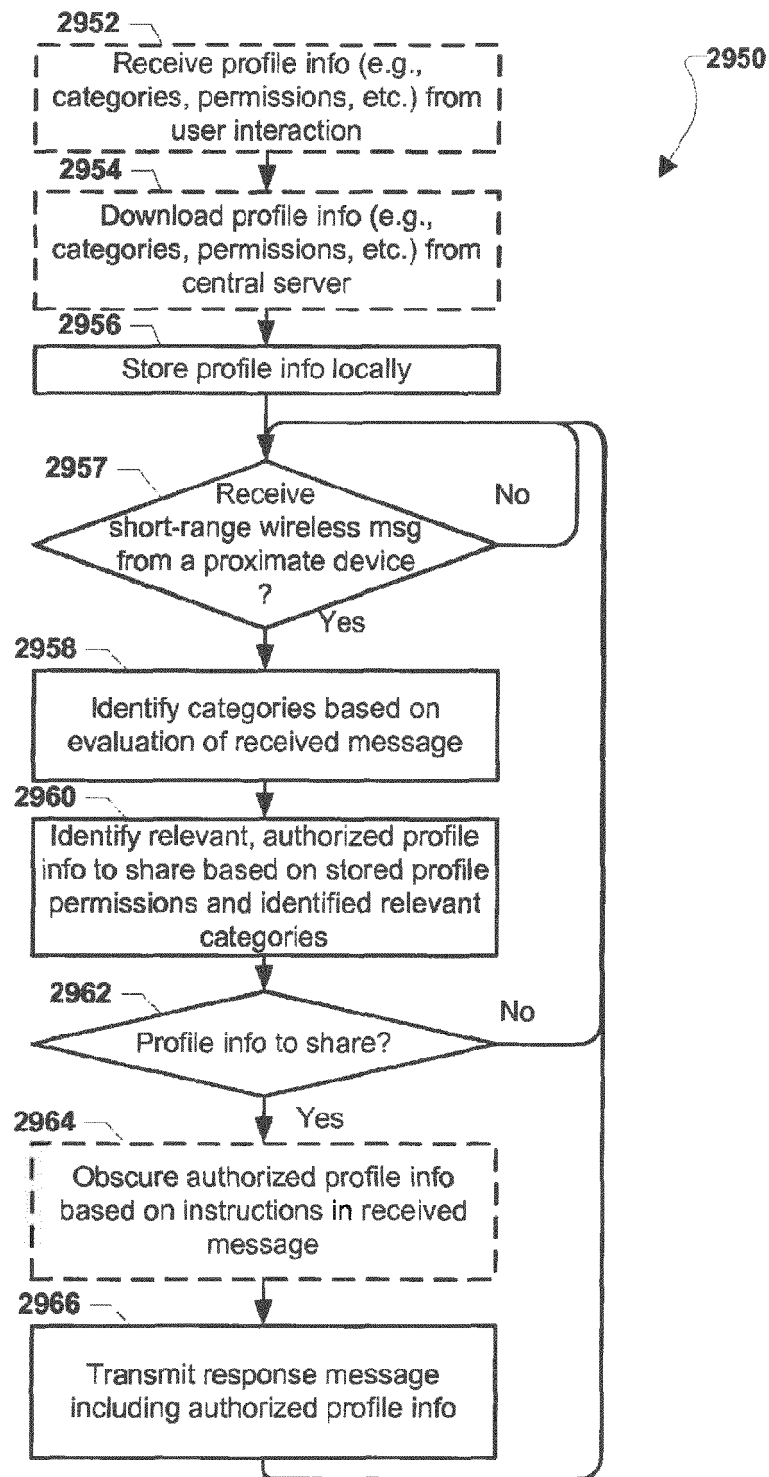 2952
2950
Receive profile info (e.g.,
categories, permissions, etc.) from
user interaction
2954
Download profile info (e.g.,
categories, permissions, etc.) from
central server
2956
Store profile info locally
2957
Receive
short-range wireless msg
from a proximate device
?
No
Yes
2958
Identify categories based on
evaluation of received message
2960
Identify relevant, authorized profile
info to share based on stored profile
permissions and identified relevant
categories
2962
Profile info to share?
No
Yes
2964
Obscure authorized profile info
based on instructions in received
message
2966
Transmit response message
including authorized profile info